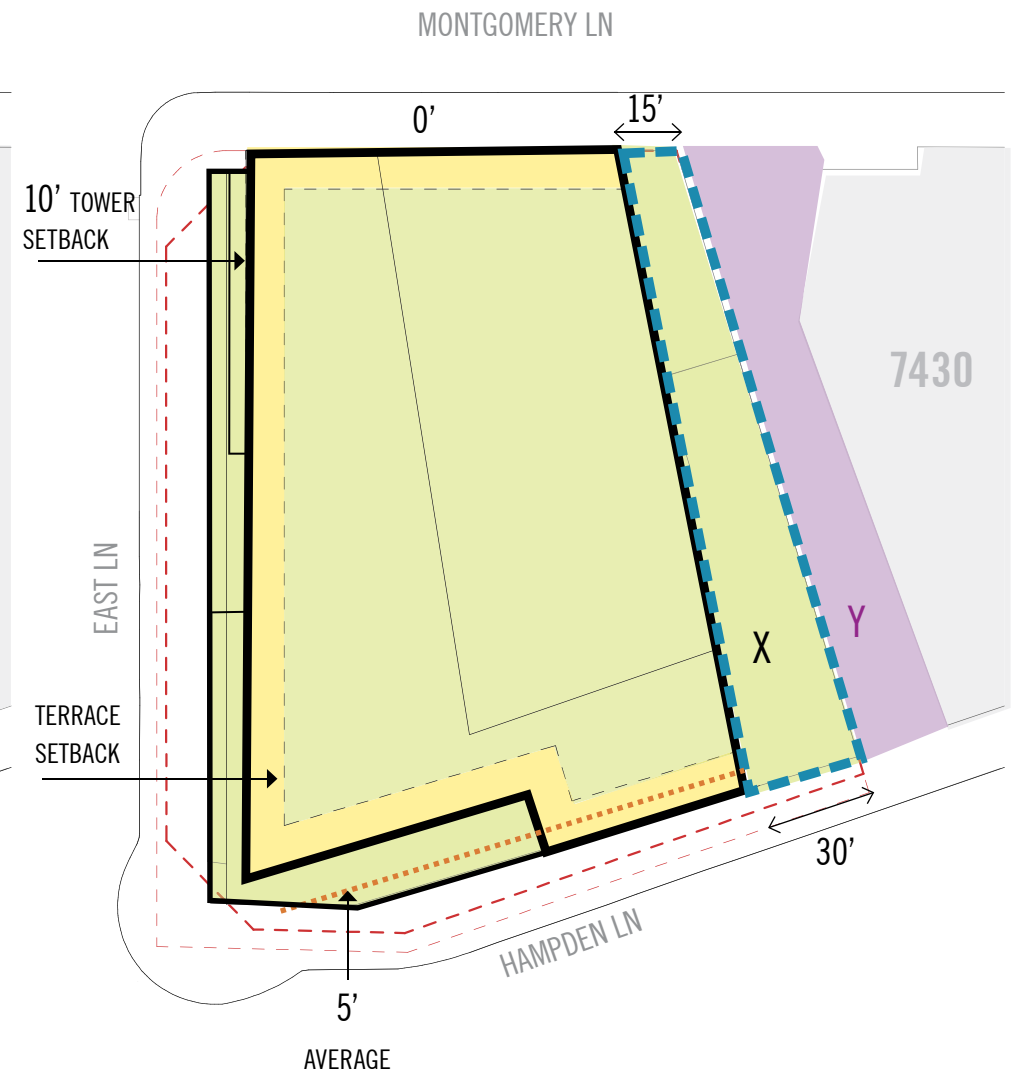 MONTGOMERY LN
0’
15’
10’ TOWER
SETBACK
7430
EAST LN
X
Y
TERRACE
SETBACK
30’
HAMPDEN LN
5’
AVERAGE